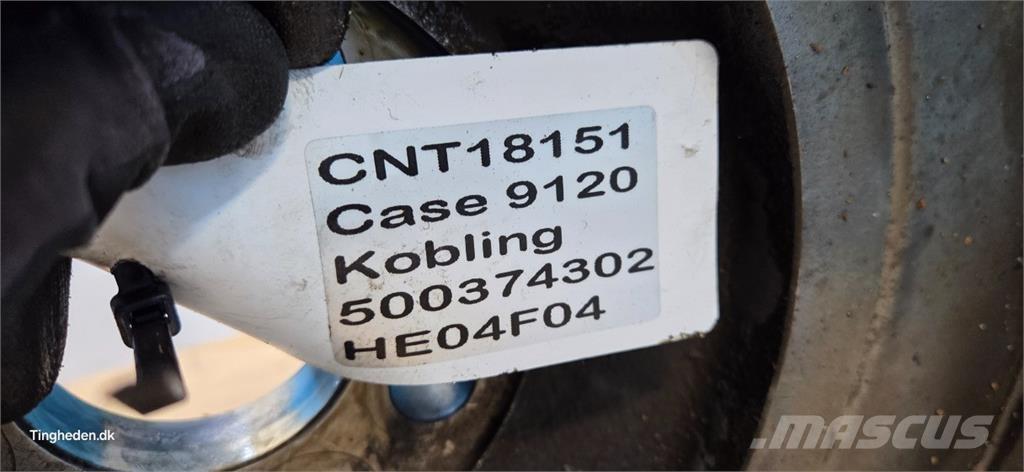 CNT18151
Case 9120
Kobling
500374302
HE04F04
Tingheden.dk
MASCUS